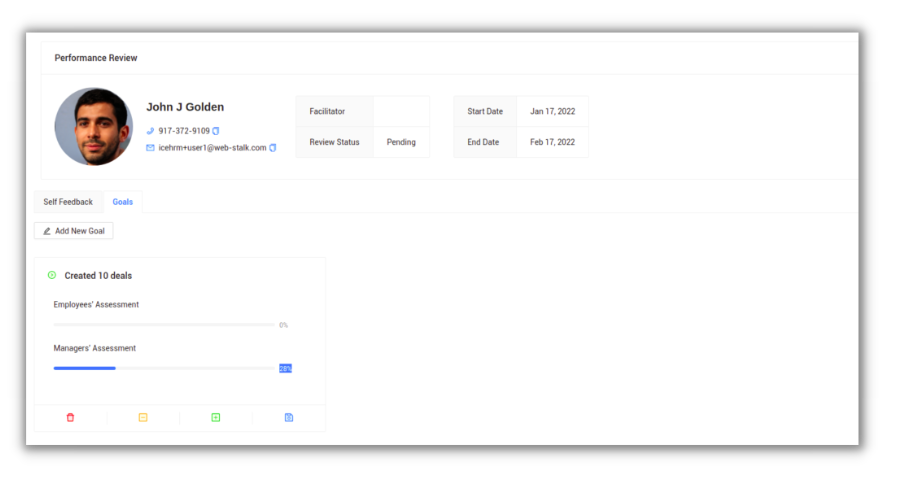 Performance Review
John J Golden
917-372-9109
icehrm+user1@web-stalk.com
Facilitator
Review Status Pending
Start Date Jan 17, 2022
End Date Feb 17, 2022
Self Feedback Goals
Add New Goal
Created 10 deals
Employees' Assessment
0%
Managers' Assessment
28%